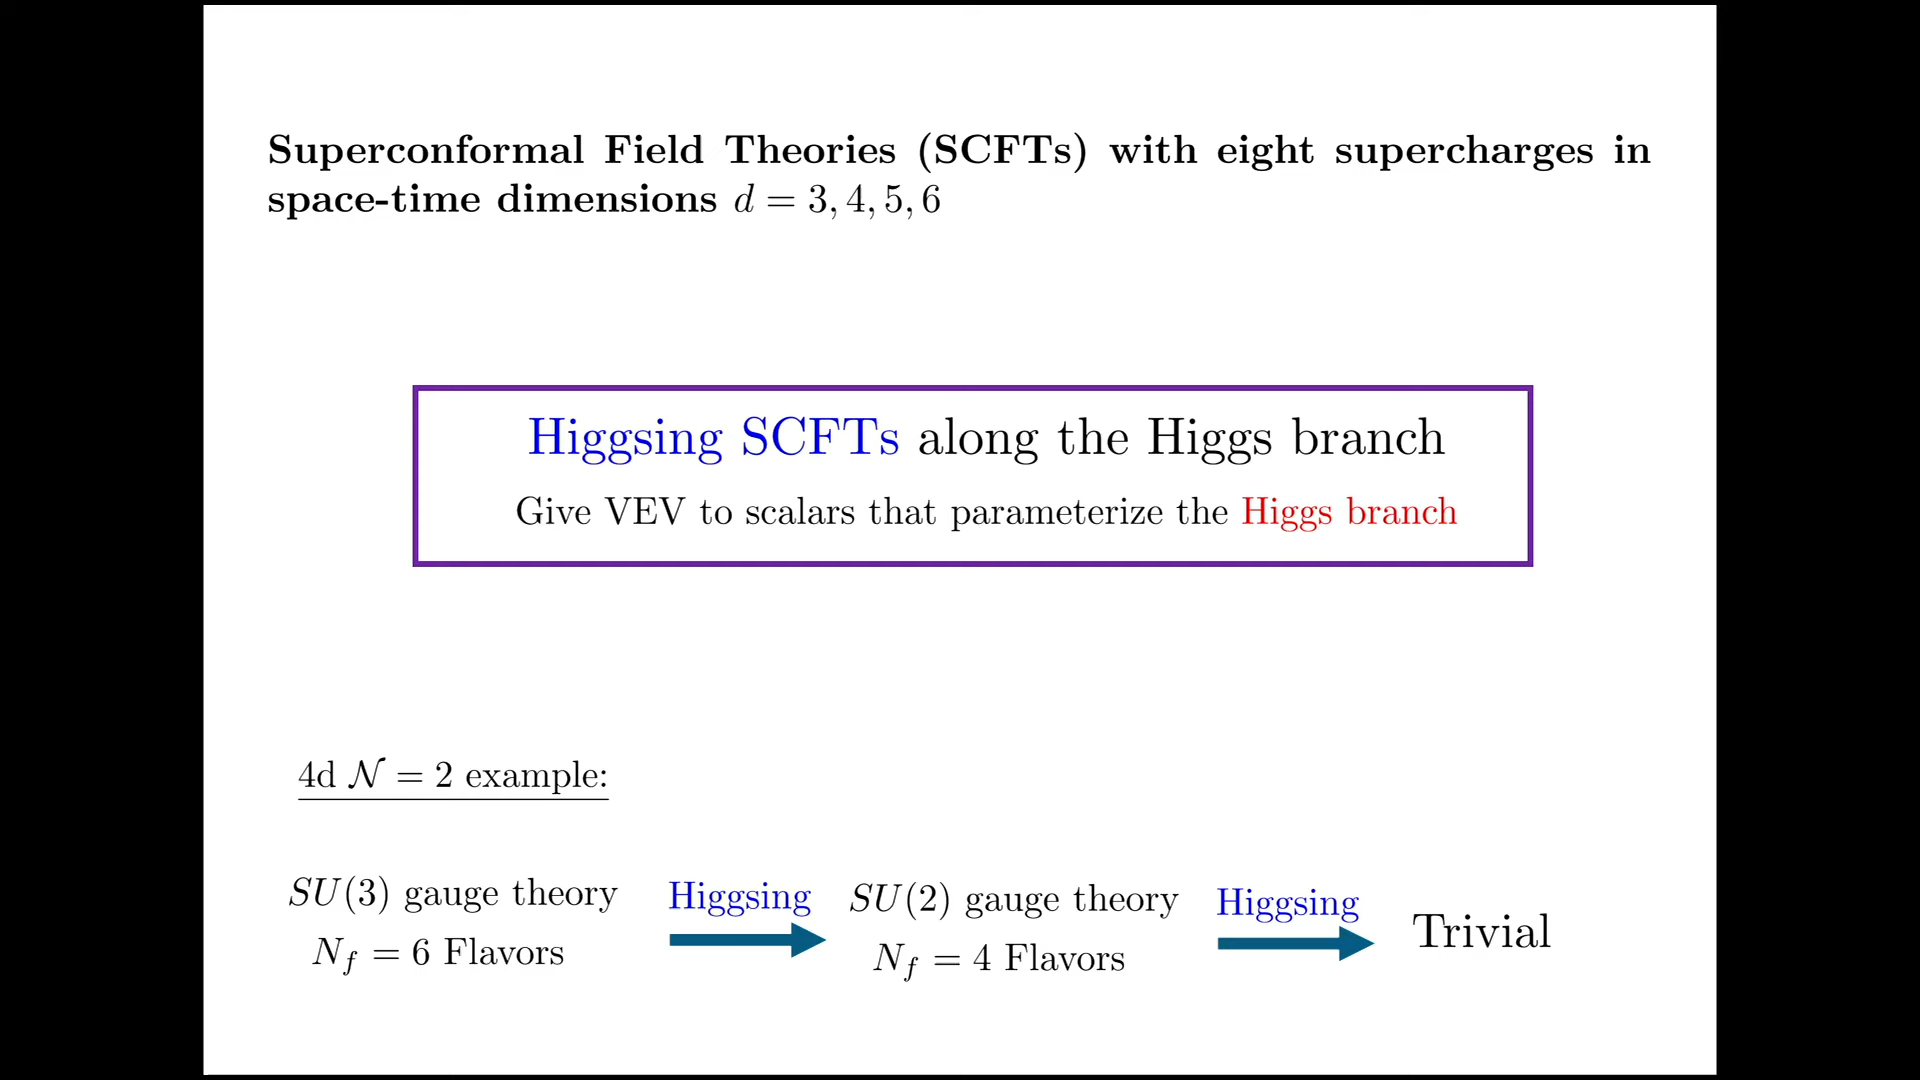 Superconformal Field Theories (SCFTs) with eight supercharges in
space-time dimensions d = 3, 4, 5, 6
Higgsing SCFTs along the Higgs branch
Give VEV to scalars that parameterize the Higgs branch
4d 𝒩 = 2 example:
SU(3) gauge theory
N_f = 6 Flavors
Higgsing
SU(2) gauge theory
N_f = 4 Flavors
Higgsing
Trivial